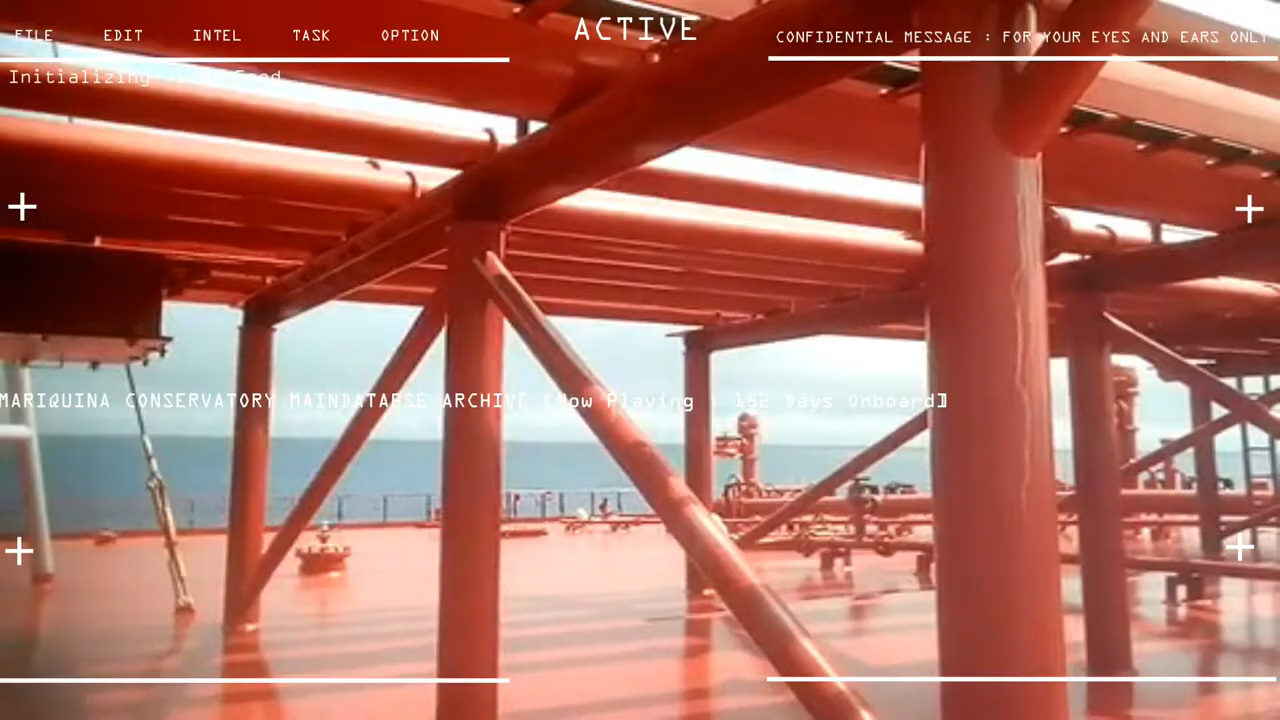 FILE EDIT INTEL TASK OPTION
ACTIVE
CONFIDENTIAL MESSAGE : FOR YOUR EYES AND EARS ONLY
Initializing Feed
MARIQUINA CONSERVATORY MAINDATABSE ARCHIVE [Now Playing : 152 Days Onboard]